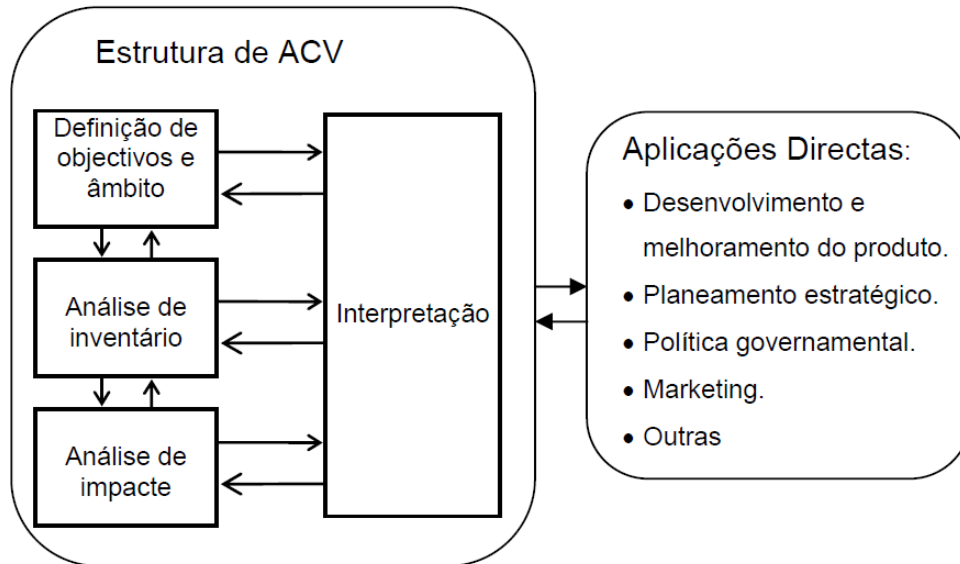 Estrutura de ACV
Definição de
objectivos e
âmbito
Análise de
inventário
Análise de
impacte
Interpretação
Aplicações Directas:
• Desenvolvimento e
melhoramento do produto.
• Planeamento estratégico.
• Política governamental.
• Marketing.
• Outras